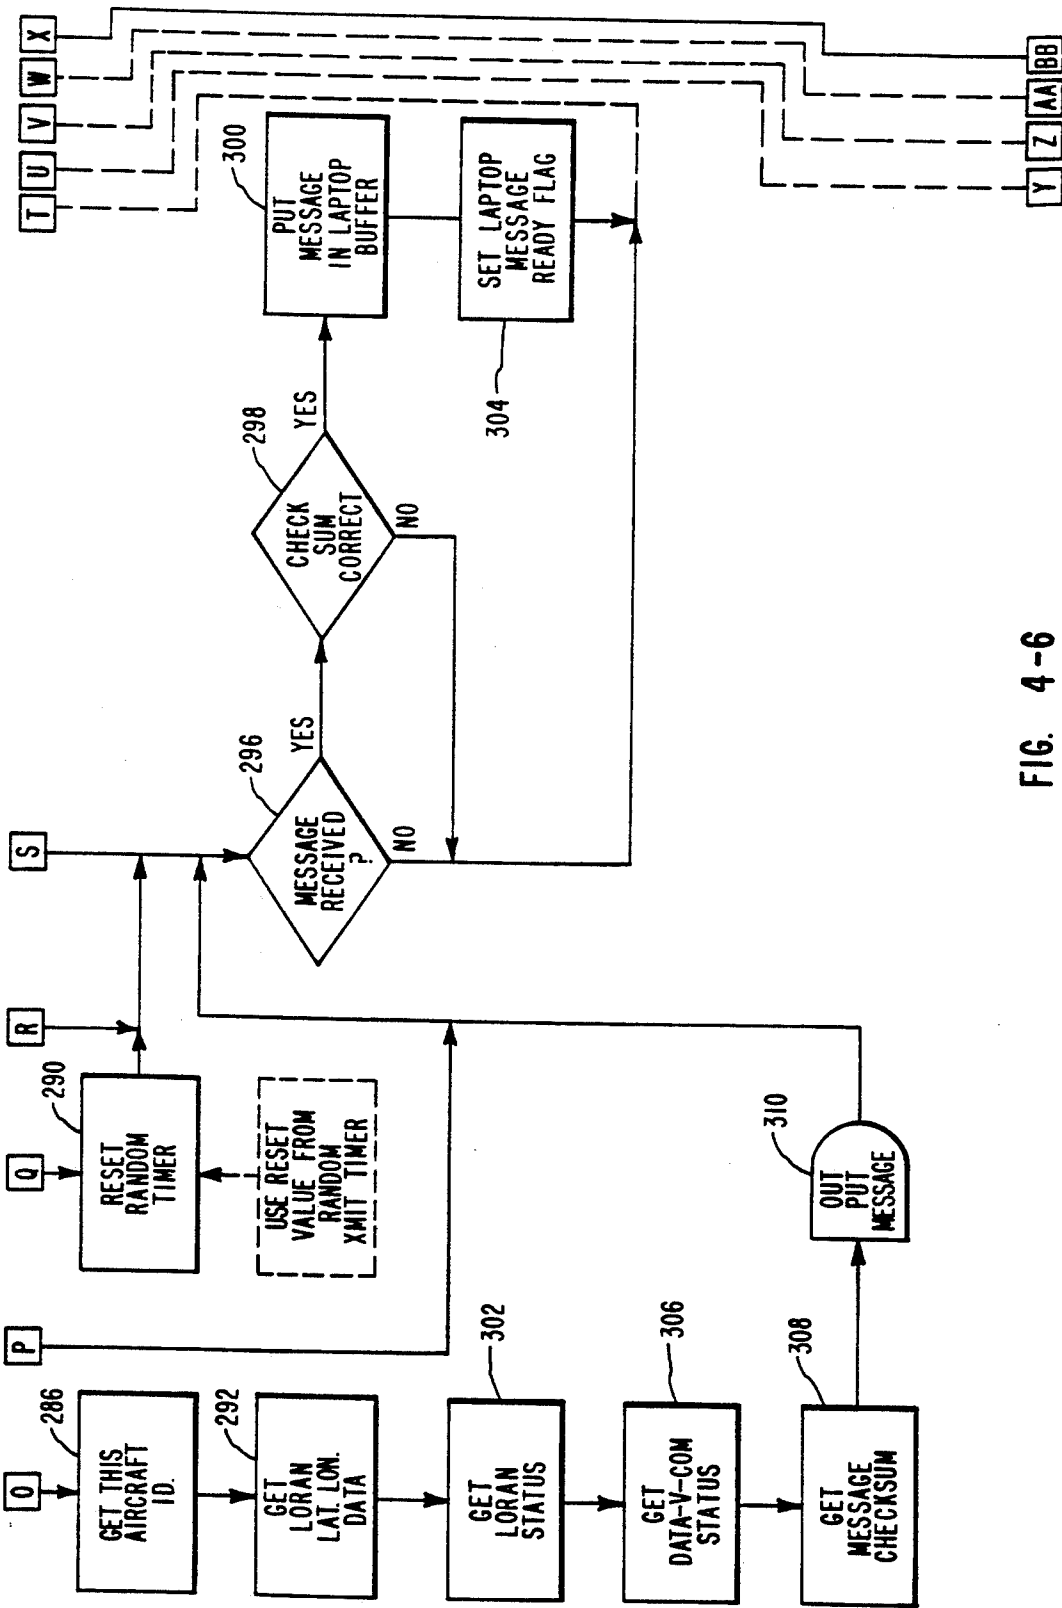 O
P
Q
R
S
T
U
V
W
X
286
GET THIS
AIRCRAFT
ID.
292
GET
LORAN
LAT. LON.
DATA
302
GET
LORAN
STATUS
306
GET
DATA-V-COM
STATUS
308
GET
MESSAGE
CHECKSUM
310
OUT
PUT
MESSAGE
290
RESET
RANDOM
TIMER
USE RESET
VALUE FROM
RANDOM
XMIT TIMER
296
MESSAGE
RECEIVED
?
YES
NO
298
CHECK
SUM
CORRECT
YES
NO
300
PUT
MESSAGE
IN LAPTOP
BUFFER
304
SET LAPTOP
MESSAGE
READY FLAG
Y
Z
AA
BB
FIG. 4-6